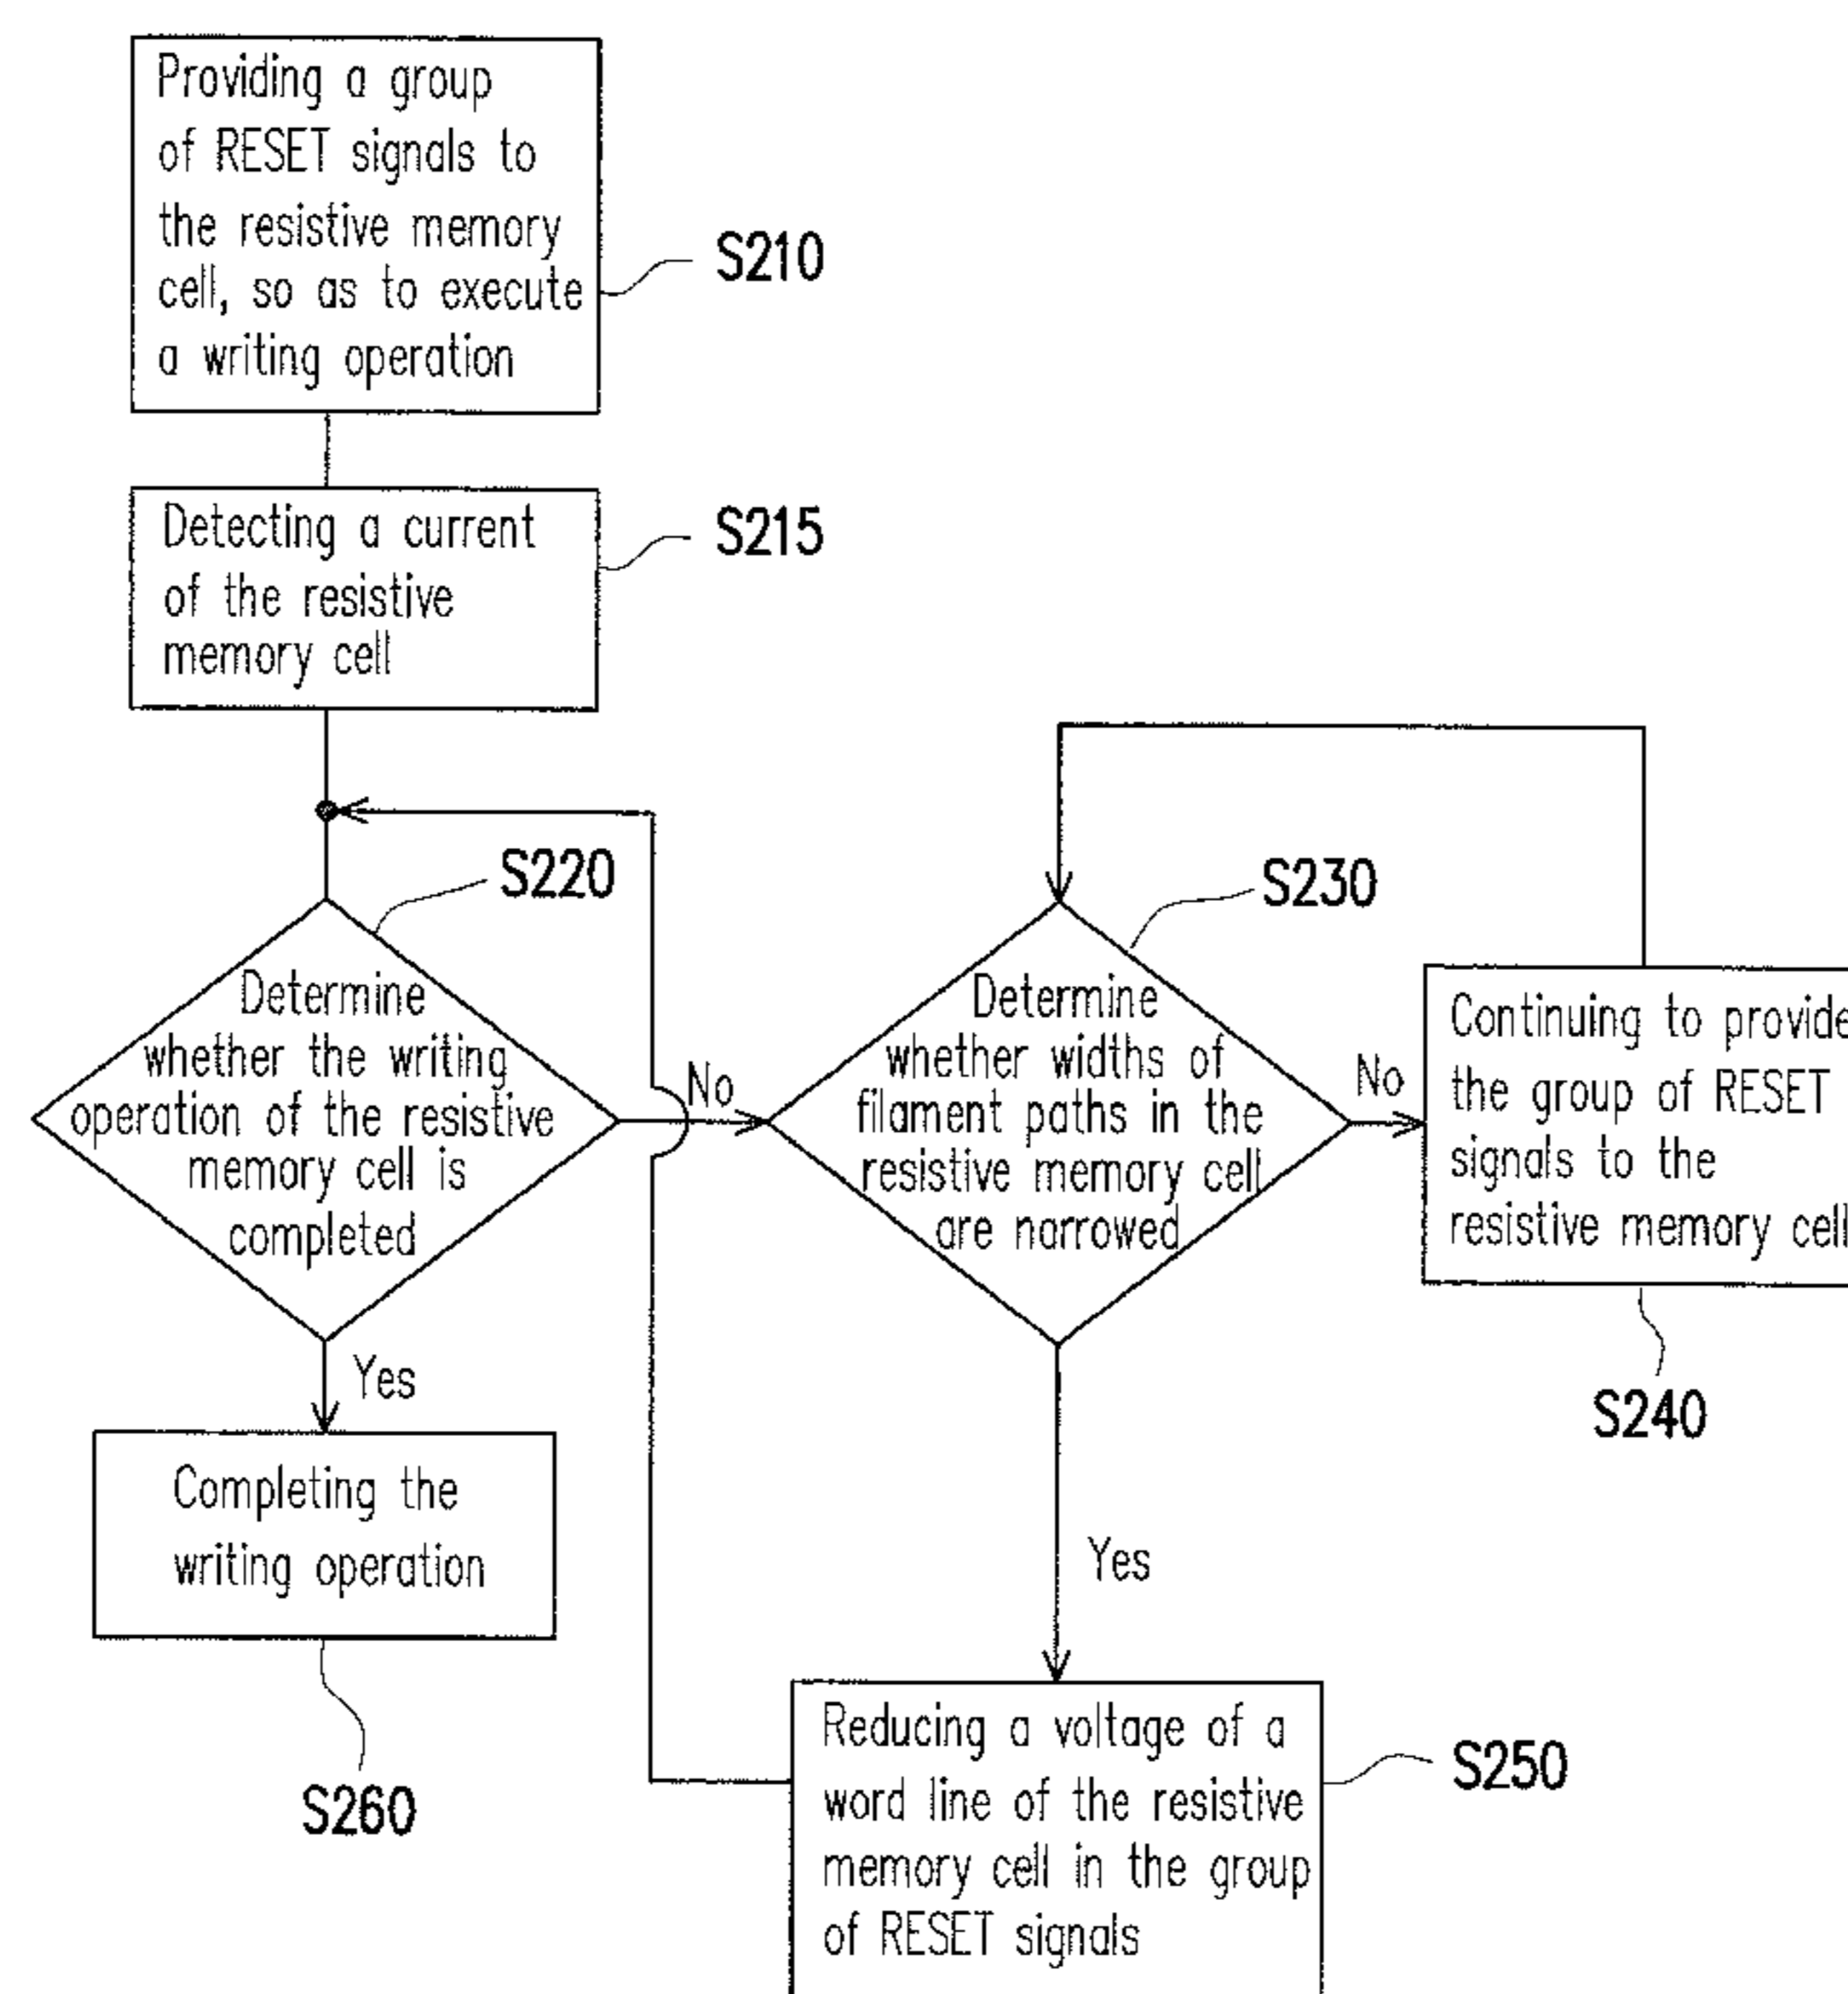 Providing a group
of RESET signals to
the resistive memory
cell, so as to execute
a writing operation
S210
Detecting a current
of the resistive
memory cell
S215
S220
Determine
whether the writing
operation of the resistive
memory cell is
completed
No
Yes
S230
Determine
whether widths of
filament paths in the
resistive memory cell
are narrowed
No
Yes
Continuing to provide
the group of RESET
signals to the
resistive memory cell
S240
Completing the
writing operation
S260
Reducing a voltage of a
word line of the resistive
memory cell in the group
of RESET signals
S250